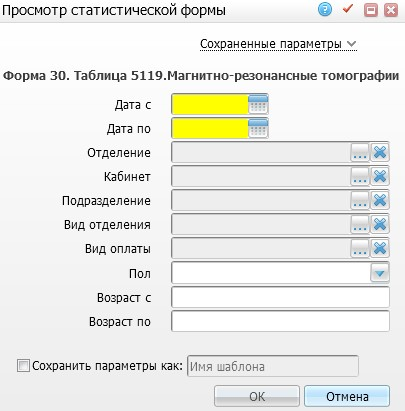 Просмотр статистической формы
Сохраненные параметры
Форма 30. Таблица 5119.Магнитно-резонансные томографии
Дата с
Дата по
Отделение
...
Кабинет
...
Подразделение
...
Вид отделения
...
Вид оплаты
...
Пол
Возраст с
Возраст по
Сохранить параметры как: Имя шаблона
OK Отмена